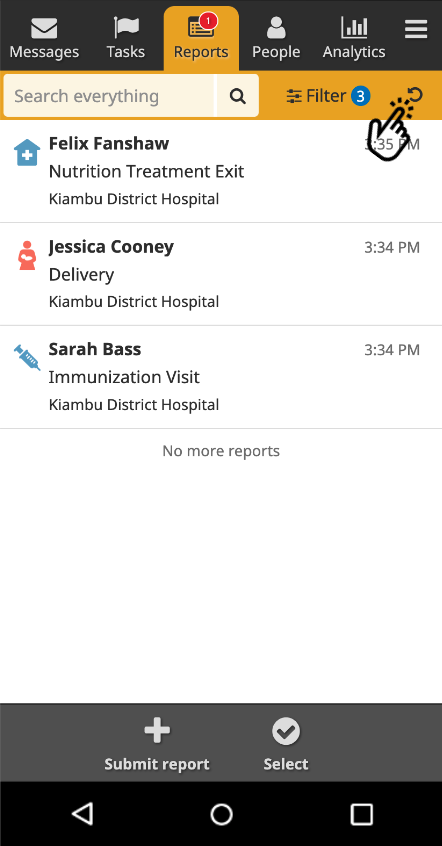 1
Messages Tasks Reports People Analytics
Search everything Filter 3
Felix Fanshaw 3:35 PM
Nutrition Treatment Exit
Kiambu District Hospital
Jessica Cooney 3:34 PM
Delivery
Kiambu District Hospital
Sarah Bass 3:34 PM
Immunization Visit
Kiambu District Hospital
No more reports
Submit report Select